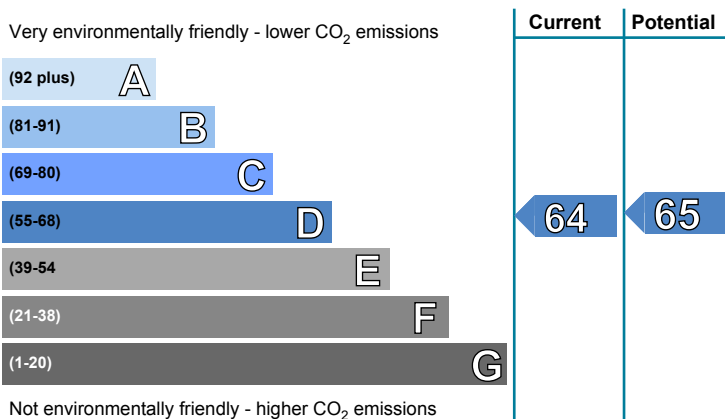 Current Potential
Very environmentally friendly - lower CO2 emissions
(92 plus) A
(81-91) B
(69-80) C
(55-68) D 64 65
(39-54 E
(21-38) F
(1-20) G
Not environmentally friendly - higher CO2 emissions